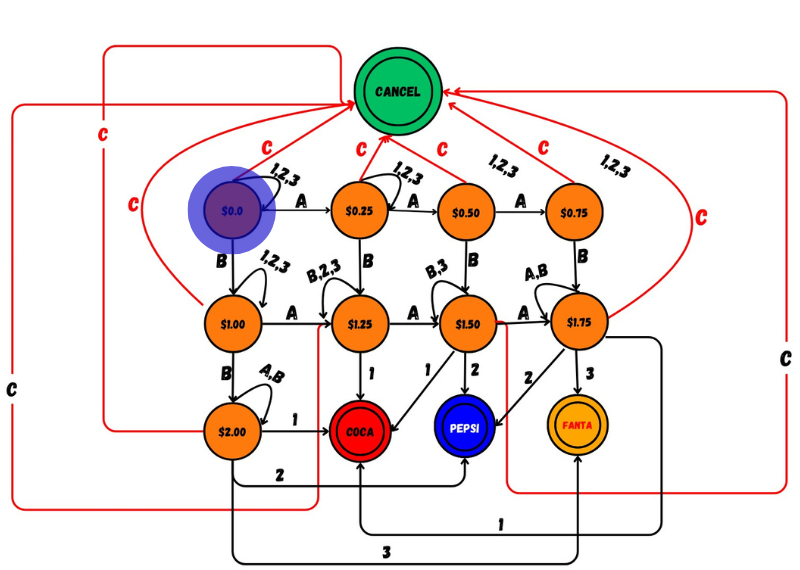 CANCEL
C
C
C
C
C
1,2,3
1,2,3
1,2,3
1,2,3
$0.0
A
$0.25
A
$0.50
A
$0.75
C
C
B
B
B
B
1,2,3
B,2,3
B,3
A,B
$1.00
A
$1.25
A
$1.50
A
$1.75
C
C
B
A,B
1
1
2
2
3
$2.00
1
COCA
PEPSI
FANTA
2
1
3